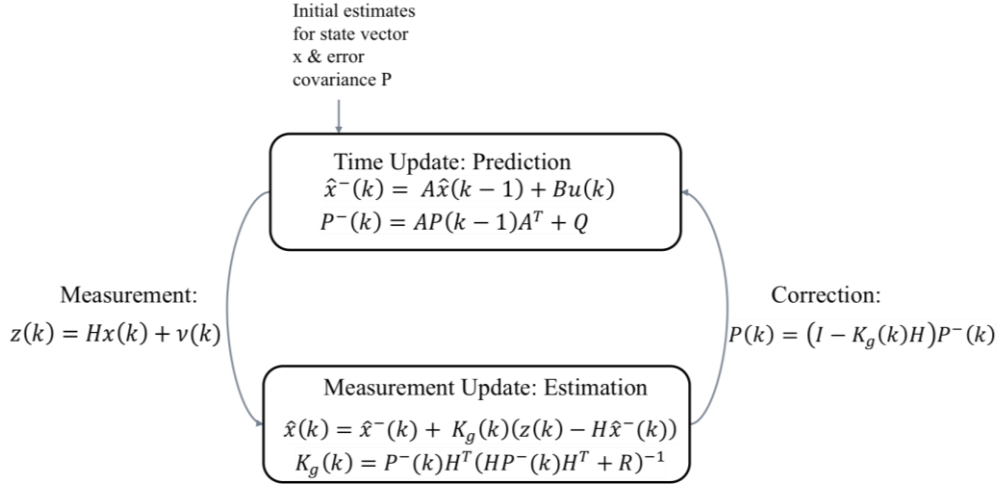 Initial estimates
for state vector
x & error
covariance P
Time Update: Prediction
x̂⁻(k) = Ax̂(k − 1) + Bu(k)
P⁻(k) = AP(k − 1)Aᵀ + Q
Measurement:
z(k) = Hx(k) + v(k)
Correction:
P(k) = (I − K_g(k)H)P⁻(k)
Measurement Update: Estimation
x̂(k) = x̂⁻(k) + K_g(k)(z(k) − Hx̂⁻(k))
K_g(k) = P⁻(k)Hᵀ(HP⁻(k)Hᵀ + R)⁻¹